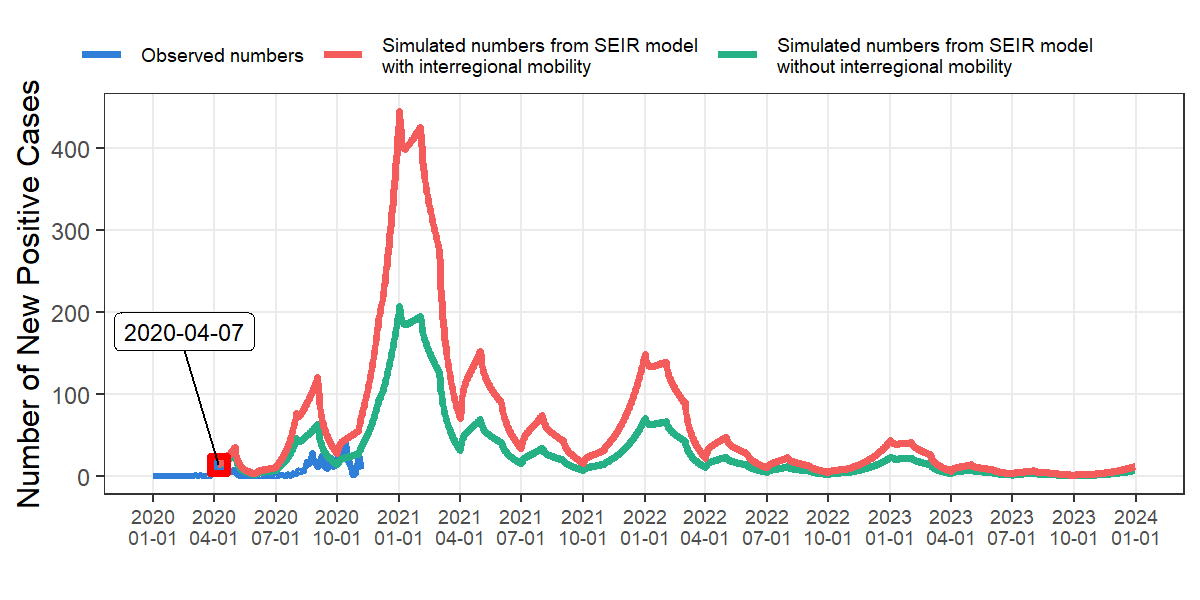 Observed numbers
Simulated numbers from SEIR model
with interregional mobility
Simulated numbers from SEIR model
without interregional mobility
Number of New Positive Cases
400
300
200
100
0
2020-04-07
2020 2020 2020 2020 2021 2021 2021 2021 2022 2022 2022 2022 2023 2023 2023 2023 2024
01-01 04-01 07-01 10-01 01-01 04-01 07-01 10-01 01-01 04-01 07-01 10-01 01-01 04-01 07-01 10-01 01-01